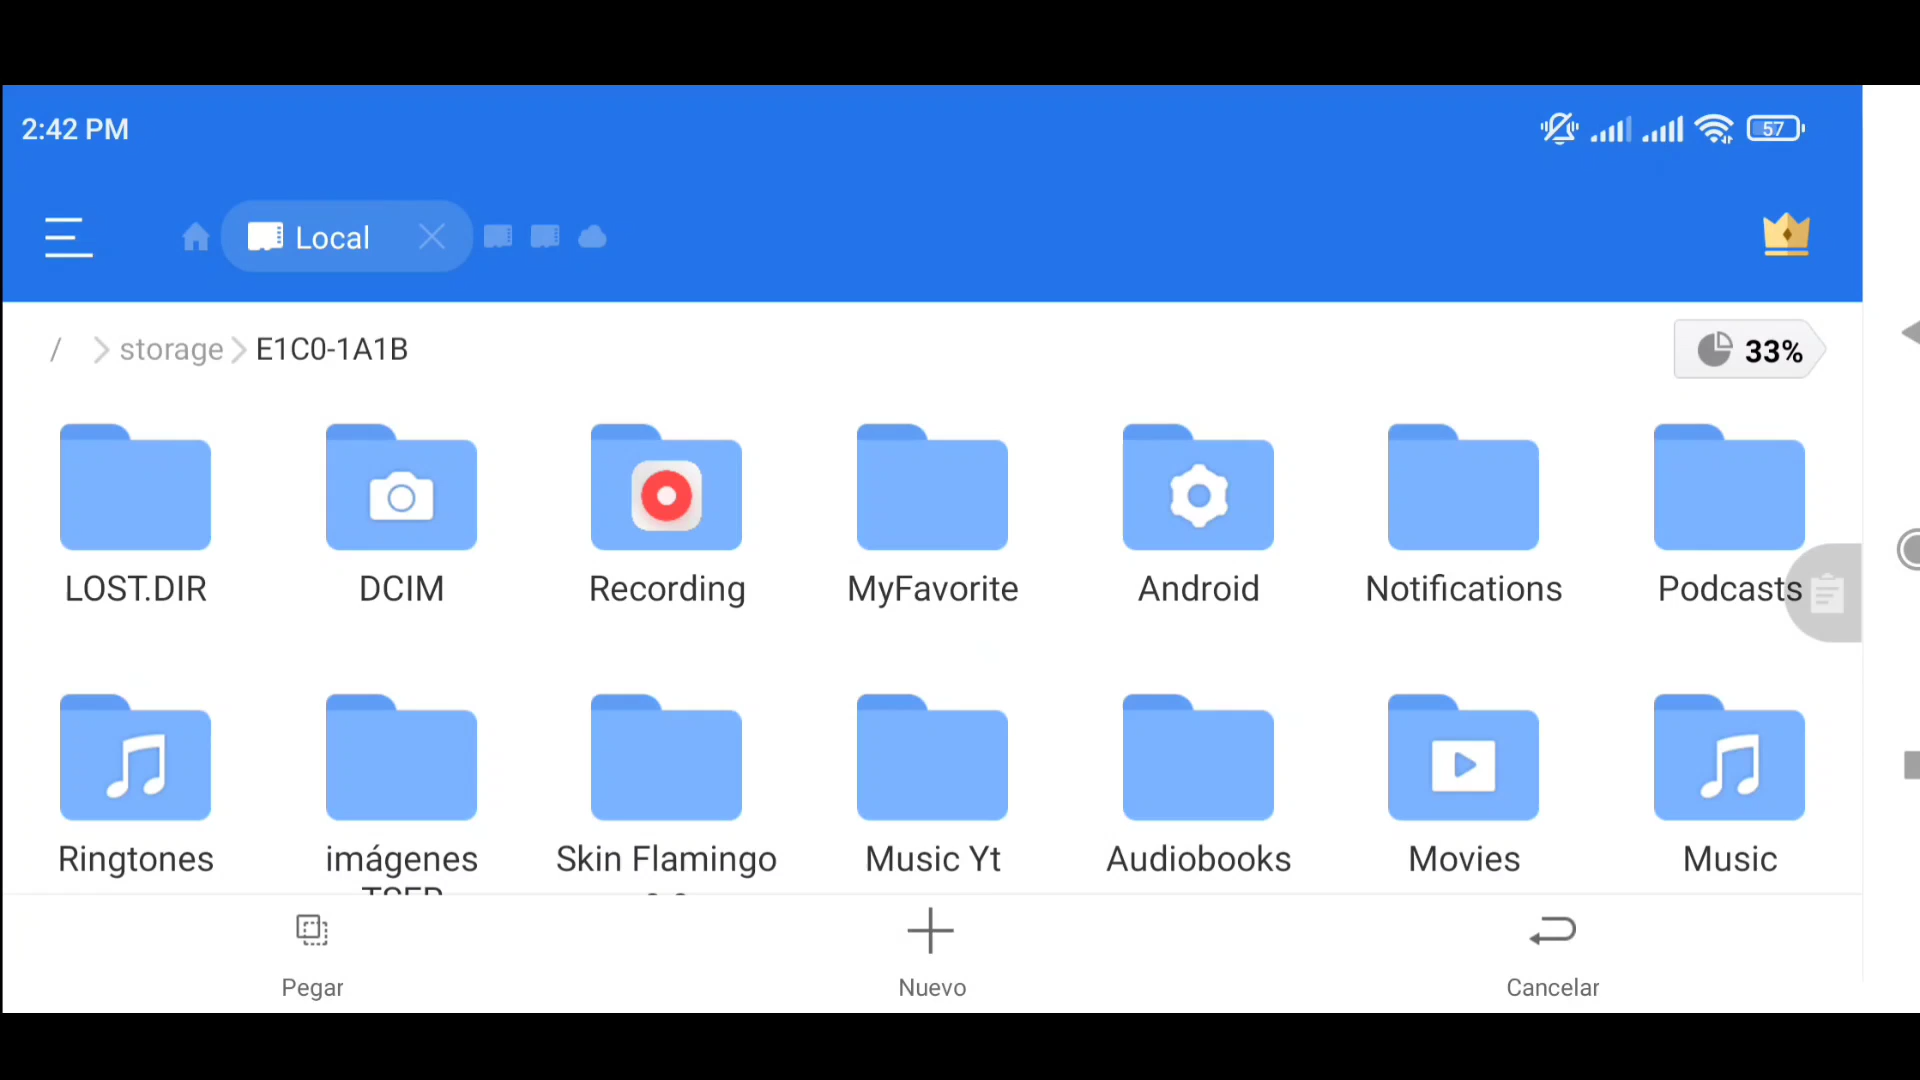 2:42 PM
57
Local
/ storage E1C0-1A1B
33%
LOST.DIR DCIM Recording MyFavorite Android Notifications Podcasts
Ringtones imágenes Skin Flamingo Music Yt Audiobooks Movies Music
Pegar Nuevo Cancelar